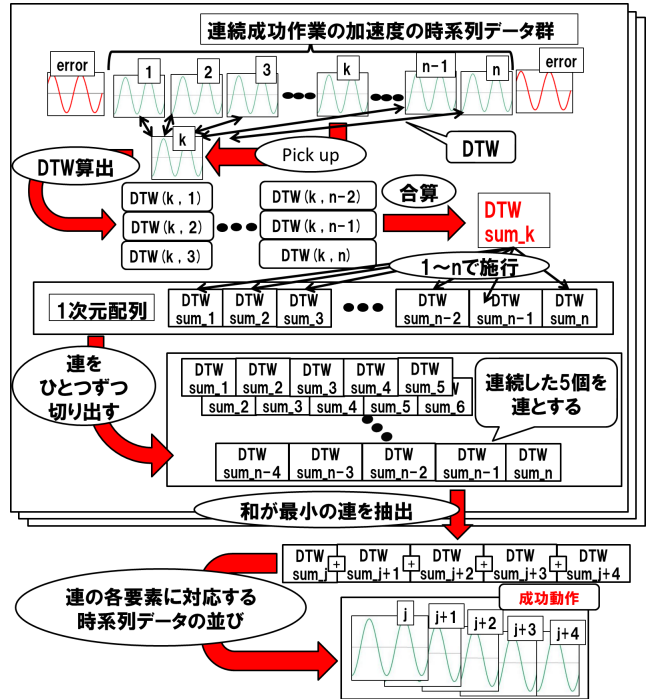 連続成功作業の加速度の時系列データ群
error
1
2
3
k
n-1
n
error
k
Pick up
DTW
DTW算出
DTW(k , 1)
DTW(k , 2)
DTW(k , 3)
DTW(k , n-2)
DTW(k , n-1)
DTW(k , n)
合算
DTW
sum_k
1～nで施行
1次元配列
DTW
sum_1
DTW
sum_2
DTW
sum_3
DTW
sum_n-2
DTW
sum_n-1
DTW
sum_n
連を
ひとつずつ
切り出す
DTW
sum_1
DTW
sum_2
DTW
sum_3
DTW
sum_4
DTW
sum_5
sum_2
sum_3
sum_4
sum_5
sum_6
連続した5個を
連とする
DTW
sum_n-4
DTW
sum_n-3
DTW
sum_n-2
DTW
sum_n-1
DTW
sum_n
和が最小の連を抽出
DTW
sum_j
+
DTW
sum_j+1
+
DTW
sum_j+2
+
DTW
sum_j+3
+
DTW
sum_j+4
連の各要素に対応する
時系列データの並び
成功動作
j
j+1
j+2
j+3
j+4